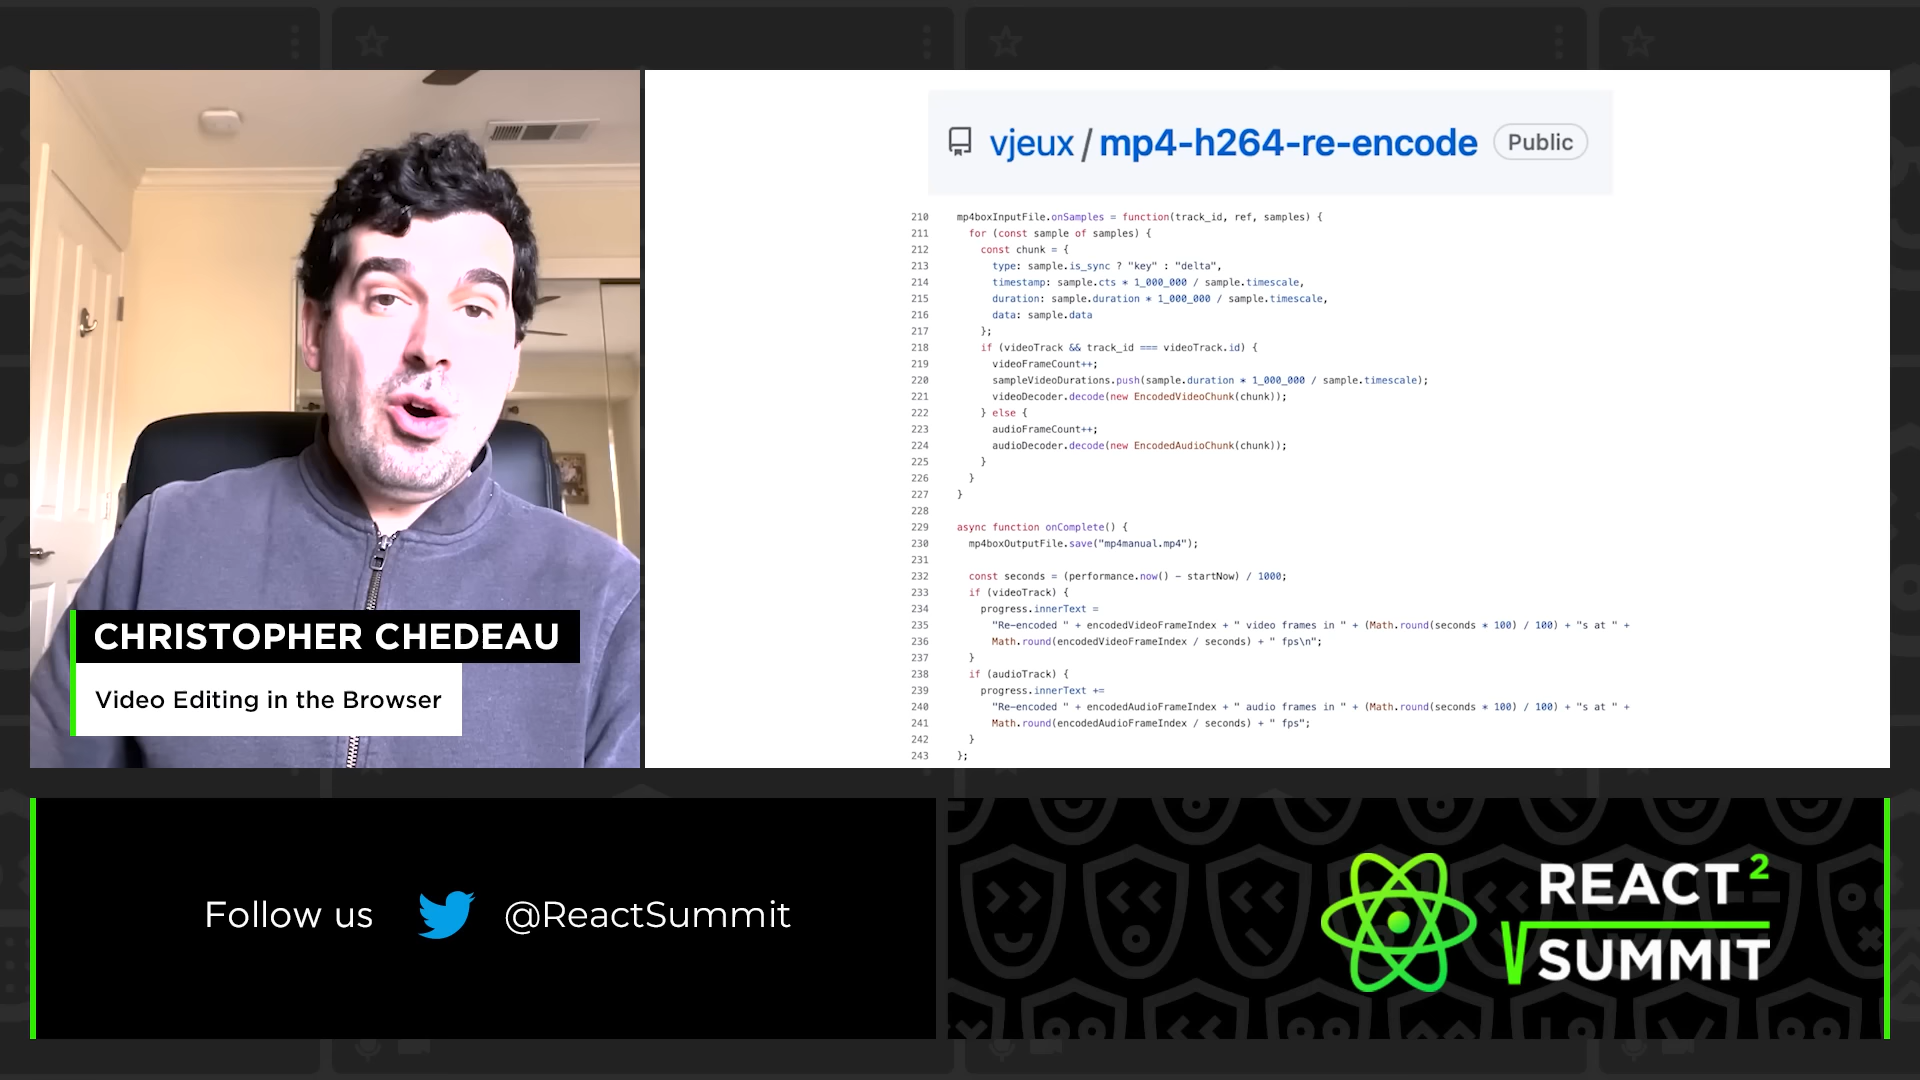 vjeux / mp4-h264-re-encode Public
210 mp4boxInputFile.onSamples = function(track_id, ref, samples) {
211 for (const sample of samples) {
212 const chunk = {
213 type: sample.is_sync ? "key" : "delta",
214 timestamp: sample.cts * 1_000_000 / sample.timescale,
215 duration: sample.duration * 1_000_000 / sample.timescale,
216 data: sample.data
217 };
218 if (videoTrack && track_id === videoTrack.id) {
219 videoFrameCount++;
220 sampleVideoDurations.push(sample.duration * 1_000_000 / sample.timescale);
221 videoDecoder.decode(new EncodedVideoChunk(chunk));
222 } else {
223 audioFrameCount++;
224 audioDecoder.decode(new EncodedAudioChunk(chunk));
225 }
226 }
227 }
228
229 async function onComplete() {
230 mp4boxOutputFile.save("mp4manual.mp4");
231
232 const seconds = (performance.now() - startNow) / 1000;
233 if (videoTrack) {
234 progress.innerText =
235 "Re-encoded " + encodedVideoFrameIndex + " video frames in " + (Math.round(seconds * 100) / 100) + "s at " +
236 Math.round(encodedVideoFrameIndex / seconds) + " fps\n";
237 }
238 if (audioTrack) {
239 progress.innerText +=
240 "Re-encoded " + encodedAudioFrameIndex + " audio frames in " + (Math.round(seconds * 100) / 100) + "s at " +
241 Math.round(encodedAudioFrameIndex / seconds) + " fps";
242 }
243 };
CHRISTOPHER CHEDEAU
Video Editing in the Browser
Follow us @ReactSummit
REACT 2
√SUMMIT